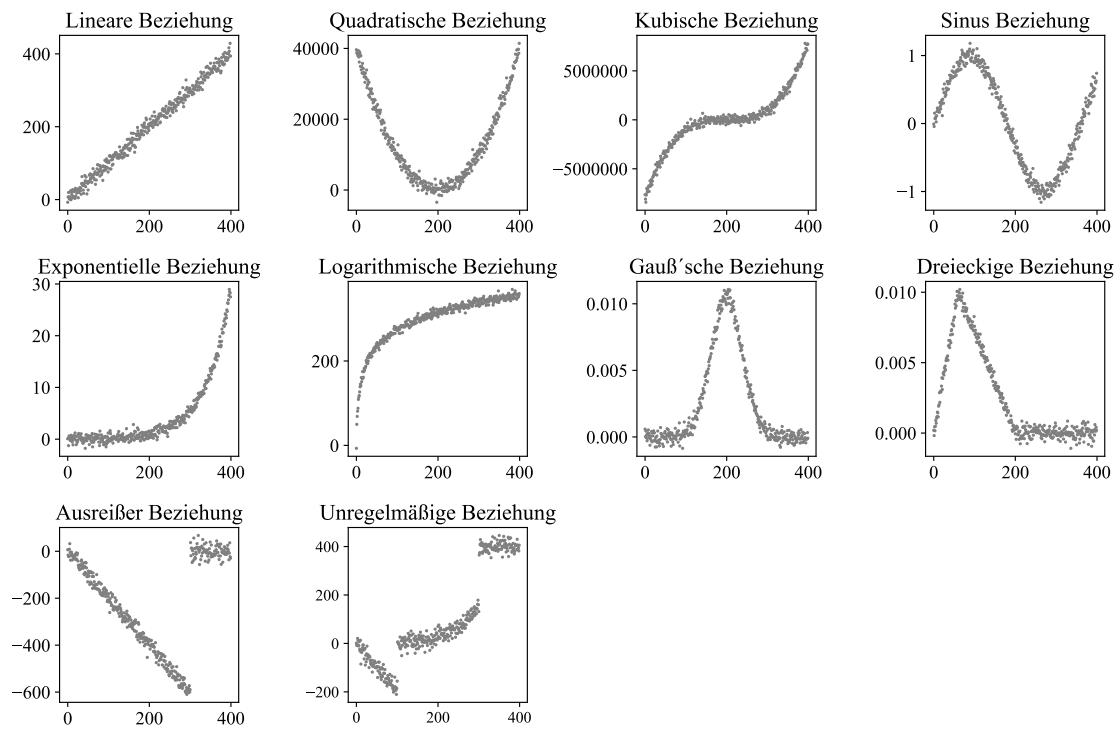 Lineare Beziehung
400
200
0
0 200 400
Quadratische Beziehung
40000
20000
0
0 200 400
Kubische Beziehung
5000000
0
−5000000
0 200 400
Sinus Beziehung
1
0
−1
0 200 400
Exponentielle Beziehung
30
20
10
0
0 200 400
Logarithmische Beziehung
200
0
0 200 400
Gauß´sche Beziehung
0.010
0.005
0.000
0 200 400
Dreieckige Beziehung
0.010
0.005
0.000
0 200 400
Ausreißer Beziehung
0
−200
−400
−600
0 200 400
Unregelmäßige Beziehung
400
200
0
−200
0 200 400